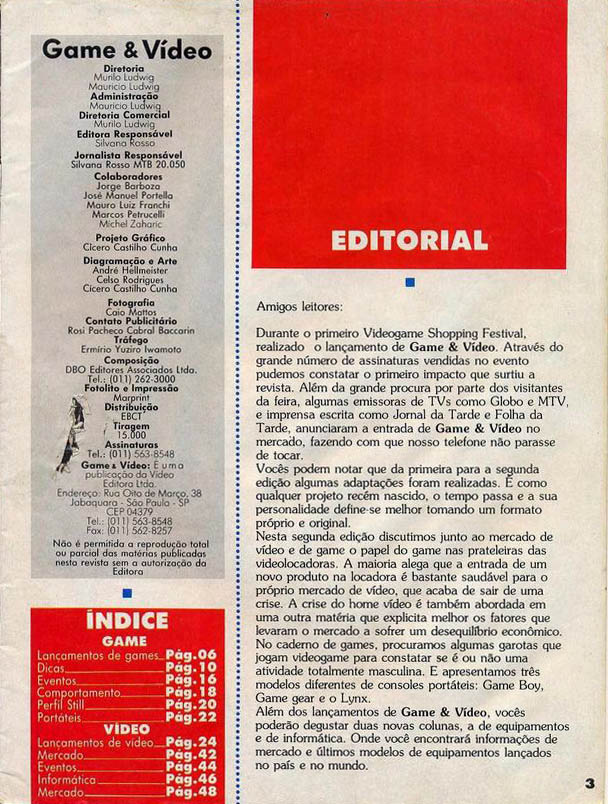 Game & Vídeo
Diretoria
Murilo Ludwig
Mauricio Ludwig
Administração
Mauricio Ludwig
Diretoria Comercial
Murilo Ludwig
Editora Responsável
Silvana Rosso
Jornalista Responsável
Silvana Rosso MTB 20.050
Colaboradores
Jorge Barboza
José Manuel Portella
Mauro Luiz Franchi
Marcos Petrucelli
Michel Zaharic
Projeto Gráfico
Cícero Castilho Cunha
Diagramação e Arte
André Hellmeister
Celso Rodrigues
Cícero Castilho Cunha
Fotografia
Caio Mattos
Contato Publicitário
Rosi Pacheco Cabral Baccarin
Tráfego
Ermírio Yuziro Iwamoto
Composição
DBO Editores Associados Ltda.
Tel.: (011) 262-3000
Fotolito e Impressão
Marprint
Distribuição
EBCT
Tiragem
15.000
Assinaturas
Tel.: (011) 563-8548
Game & Vídeo: É uma
publicação da Vídeo
Editora Ltda.
Endereço: Rua Oito de Março, 38
Jabaquara - São Paulo - SP
CEP 04379
Tel.: (011) 563-8548
Fax: (011) 562-8257
Não é permitida a reprodução total
ou parcial das matérias publicadas
nesta revista sem a autorização da
Editora
ÍNDICE
GAME
Lançamentos de games Pág.06
Dicas Pág.10
Eventos Pág.16
Comportamento Pág.18
Perfil Still Pág.20
Portáteis Pág.22
VÍDEO
Lançamentos de vídeo Pág.24
Mercado Pág.42
Eventos Pág.44
Informática Pág.46
Mercado Pág.48
EDITORIAL
Amigos leitores:
Durante o primeiro Videogame Shopping Festival,
realizado o lançamento de Game & Vídeo. Através do
grande número de assinaturas vendidas no evento
pudemos constatar o primeiro impacto que surtiu a
revista. Além da grande procura por parte dos visitantes
da feira, algumas emissoras de TVs como Globo e MTV,
e imprensa escrita como Jornal da Tarde e Folha da
Tarde, anunciaram a entrada de Game & Vídeo no
mercado, fazendo com que nosso telefone não parasse
de tocar.
Vocês podem notar que da primeira para a segunda
edição algumas adaptações foram realizadas. É como
qualquer projeto recém nascido, o tempo passa e a sua
personalidade define-se melhor tomando um formato
próprio e original.
Nesta segunda edição discutimos junto ao mercado de
vídeo e de game o papel do game nas prateleiras das
videolocadoras. A maioria alega que a entrada de um
novo produto na locadora é bastante saudável para o
próprio mercado de vídeo, que acaba de sair de uma
crise. A crise do home vídeo é também abordada em
uma outra matéria que explicita melhor os fatores que
levaram o mercado a sofrer um desequilíbrio econômico.
No caderno de games, procuramos algumas garotas que
jogam videogame para constatar se é ou não uma
atividade totalmente masculina. E apresentamos três
modelos diferentes de consoles portáteis: Game Boy,
Game gear e o Lynx.
Além dos lançamentos de Game & Vídeo, vocês
poderão degustar duas novas colunas, a de equipamentos
e de informática. Onde você encontrará informações de
mercado e últimos modelos de equipamentos lançados
no país e no mundo.
3